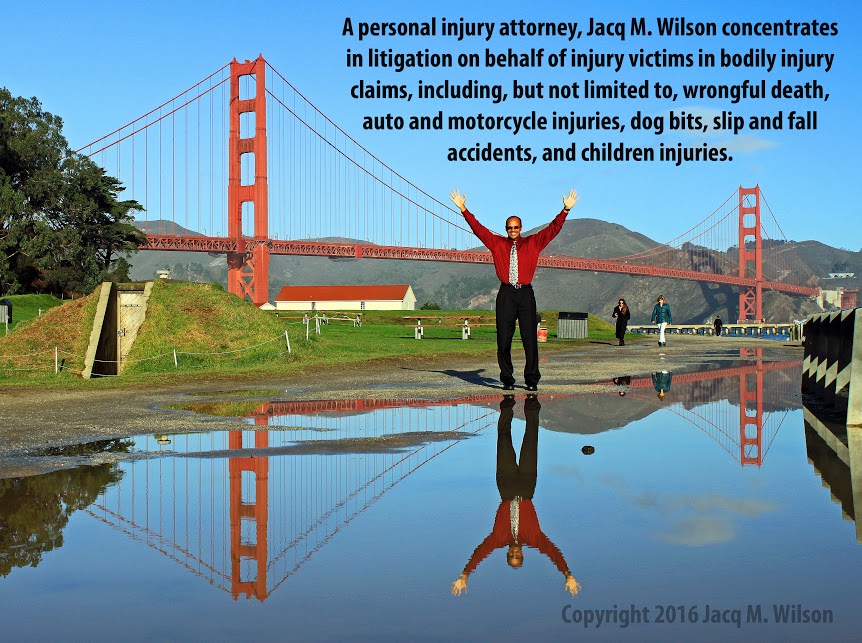 A personal injury attorney, Jacq M. Wilson concentrates
in litigation on behalf of injury victims in bodily injury
claims, including, but not limited to, wrongful death,
auto and motorcycle injuries, dog bits, slip and fall
accidents, and children injuries.
Copyright 2016 Jacq M. Wilson